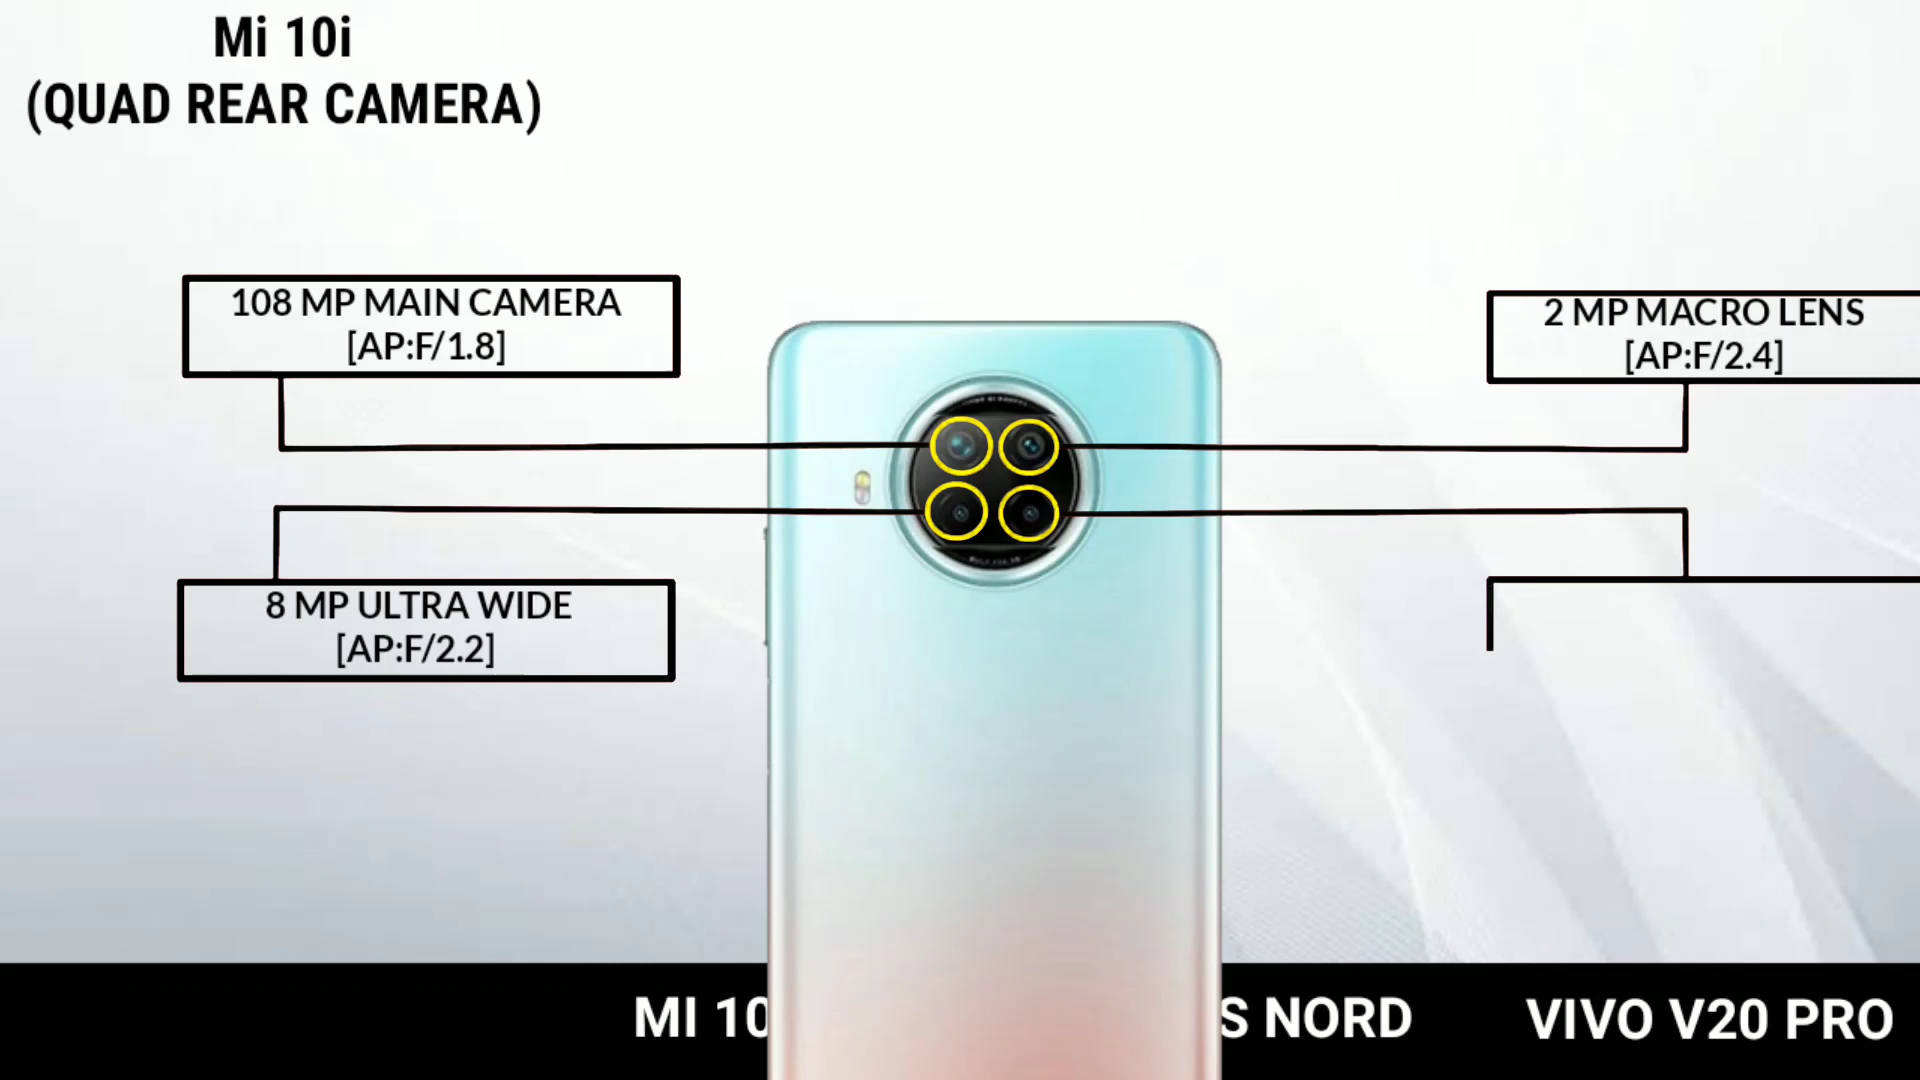 Mi 10i
(QUAD REAR CAMERA)
108 MP MAIN CAMERA
[AP:F/1.8]
2 MP MACRO LENS
[AP:F/2.4]
8 MP ULTRA WIDE
[AP:F/2.2]
MI 10 S NORD VIVO V20 PRO